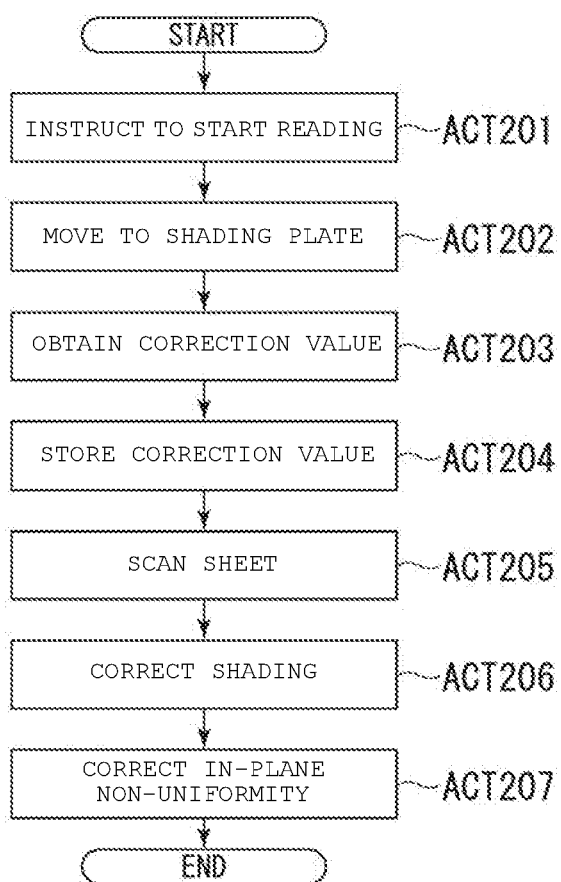 START
INSTRUCT TO START READING
ACT201
MOVE TO SHADING PLATE
ACT202
OBTAIN CORRECTION VALUE
ACT203
STORE CORRECTION VALUE
ACT204
SCAN SHEET
ACT205
CORRECT SHADING
ACT206
CORRECT IN-PLANE
NON-UNIFORMITY
ACT207
END